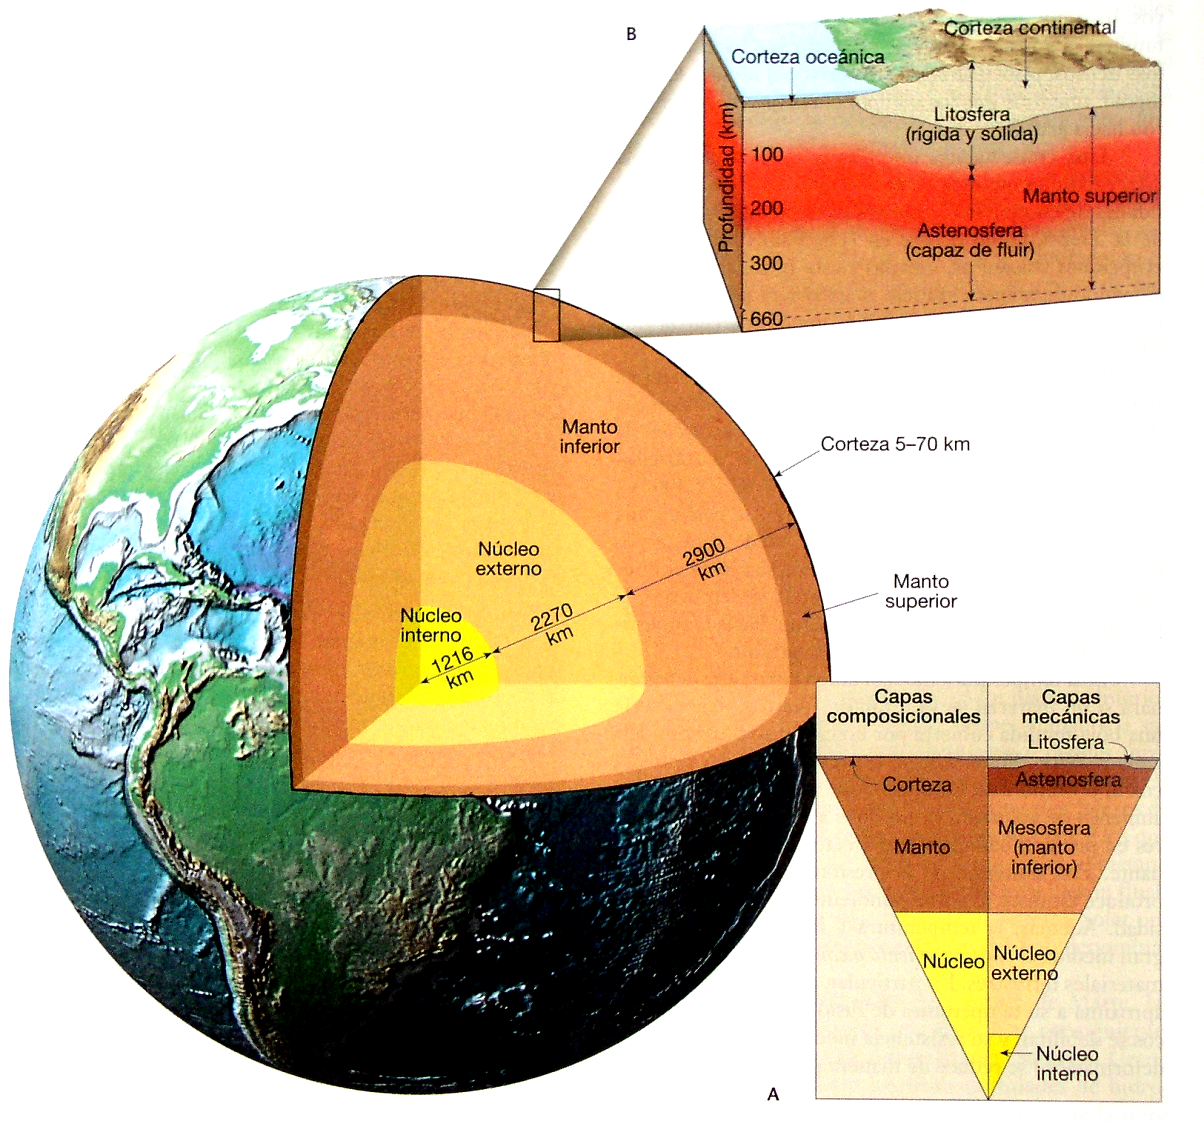 B
Corteza continental
Corteza oceánica
Litosfera
(rígida y sólida)
Profundidad (km)
100
200
300
660
Manto superior
Astenosfera
(capaz de fluir)
Manto
inferior
Corteza 5–70 km
Núcleo
externo
2900
km
Manto
superior
Núcleo
interno
2270
km
1216
km
Capas
composicionales
Capas
mecánicas
Litosfera
Corteza
Astenosfera
Manto
Mesosfera
(manto
inferior)
Núcleo
Núcleo
externo
Núcleo
interno
A